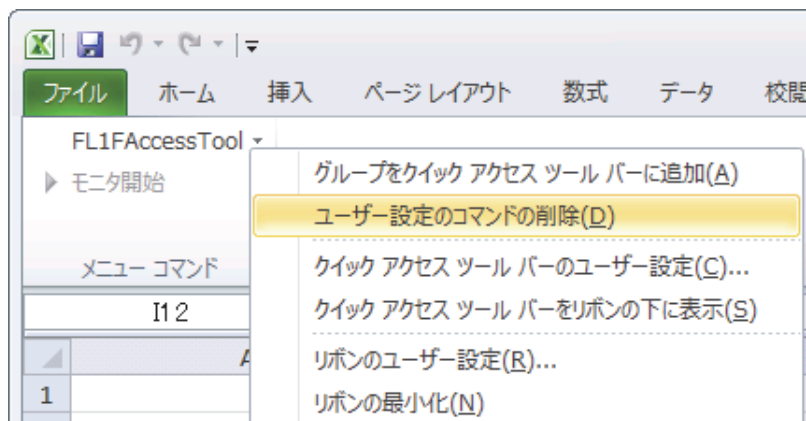 ファイル ホーム 挿入 ページ レイアウト 数式 データ 校閲
FL1FAccessTool
モニタ開始
メニュー コマンド
グループをクイック アクセス ツール バーに追加(A)
ユーザー設定のコマンドの削除(D)
クイック アクセス ツール バーのユーザー設定(C)...
クイック アクセス ツール バーをリボンの下に表示(S)
リボンのユーザー設定(R)...
リボンの最小化(N)
I12
A
1